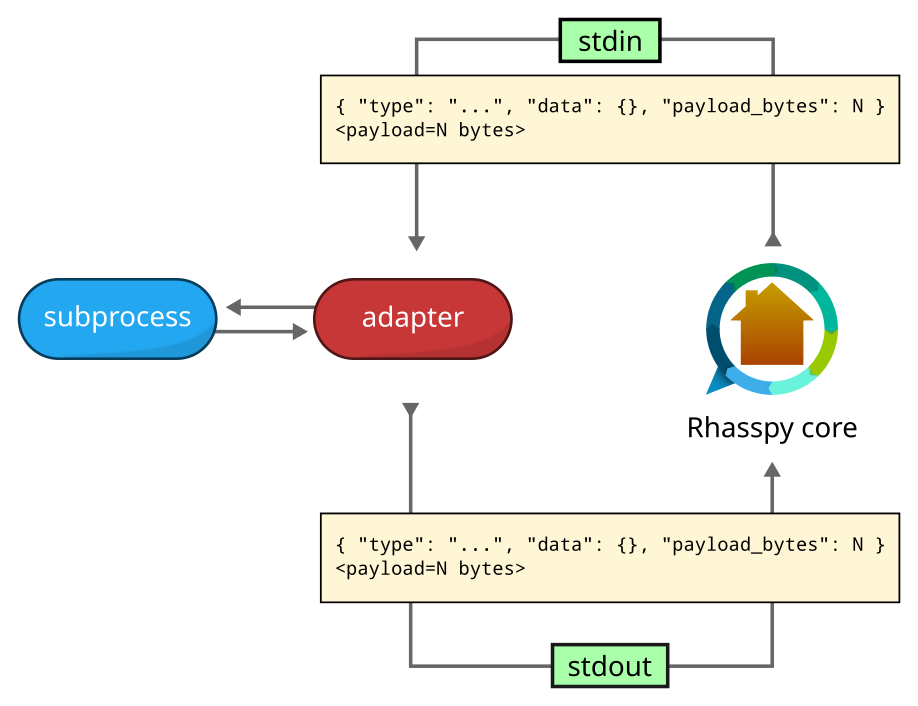 stdin
{ "type": "...", "data": {}, "payload_bytes": N }
<payload=N bytes>
subprocess
adapter
Rhasspy core
{ "type": "...", "data": {}, "payload_bytes": N }
<payload=N bytes>
stdout